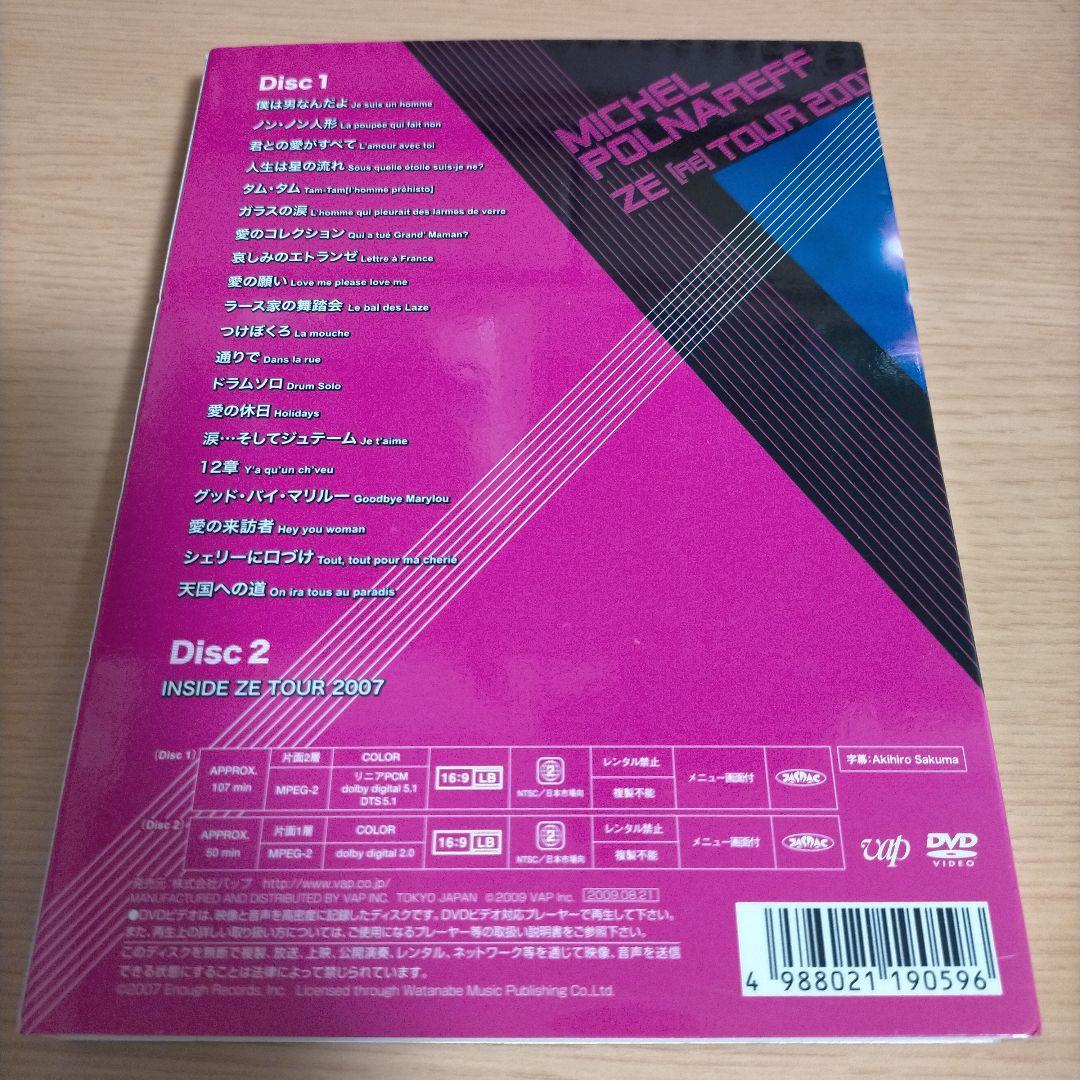 MICHEL
POLNAREFF
ZE [RE] TOUR 2007
Disc 1
僕は男なんだよ Je suis un homme
ノン・ノン人形 La poupée qui fait non
君との愛がすべて L'amour avec toi
人生は星の流れ Sous quelle étoile suis-je né?
タム・タム Tam-Tam[l'homme préhisto]
ガラスの涙 L'homme qui pleurait des larmes de verre
愛のコレクション Qui a tué Grand' Maman?
哀しみのエトランゼ Lettre à France
愛の願い Love me please love me
ラース家の舞踏会 Le bal des Laze
つけぼくろ La mouche
通りで Dans la rue
ドラムソロ Drum Solo
愛の休日 Holidays
涙…そしてジュテーム Je t'aime
12章 Y'a qu'un ch'veu
グッド・バイ・マリルー Goodbye Marylou
愛の来訪者 Hey you woman
シェリーに口づけ Tout, tout pour ma chérie
天国への道 On ira tous au paradis
Disc 2
INSIDE ZE TOUR 2007
(Disc 1) APPROX. 107 min 片面2層 MPEG-2 COLOR リニアPCM dolby digital 5.1 DTS 5.1 16:9 LB 2 NTSC/日本市場向 レンタル禁止 複製不能 メニュー画面付
字幕:Akihiro Sakuma
(Disc 2) APPROX. 50 min 片面1層 MPEG-2 COLOR dolby digital 2.0 16:9 LB 2 NTSC/日本市場向 レンタル禁止 複製不能 メニュー画面付
vap DVD VIDEO
発売元 株式会社バップ http://www.vap.co.jp/
MANUFACTURED AND DISTRIBUTED BY VAP INC. TOKYO JAPAN ©2009 VAP Inc. 2009.08.21
●DVDビデオは、映像と音声を高密度に記録したディスクです。DVDビデオ対応プレーヤーで再生して下さい。
また、再生上の詳しい取り扱い方については、ご使用になるプレーヤー等の取扱い説明書をご参照下さい。
このディスクを無断で複製、放送、上映、公開演奏、レンタル、ネットワーク等を通じて映像、音声を送信
できる状態にすることは法律によって禁じられています。
©2007 Enough Records, Inc. Licensed through Watanabe Music Publishing Co.,Ltd.
4 988021 190596